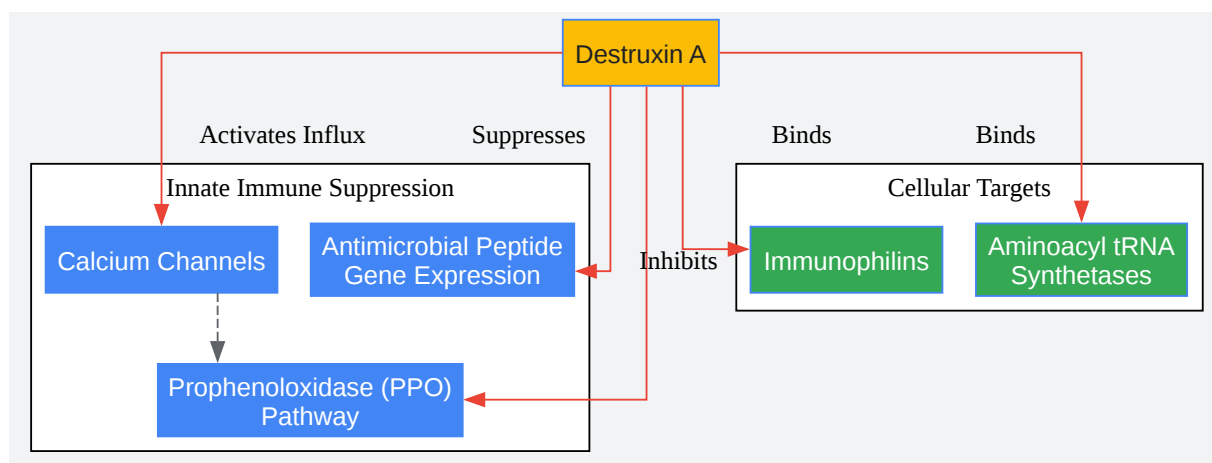 Destruxin A
Activates Influx
Suppresses
Binds
Binds
Innate Immune Suppression
Cellular Targets
Calcium Channels
Antimicrobial Peptide
Gene Expression
Inhibits
Immunophilins
Aminoacyl tRNA
Synthetases
Prophenoloxidase (PPO)
Pathway